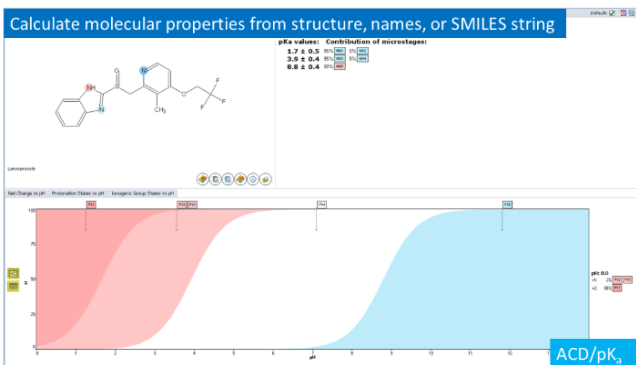 Calculate molecular properties from structure, names, or SMILES string
Default
pKa values: Contribution of microstages:
1.7 ± 0.5
3.9 ± 0.4
8.8 ± 0.4
O
N
F
NH
S
O
F
F
N
CH₃
Lansoprazole
Net Charge vs pH Protonation States vs pH Ionogenic Group States vs pH
100
75
50
25
0
0 1 2 3 4 5 6 7 8 9 10 11 12
pH
pH: 0.0
ACD/pKa